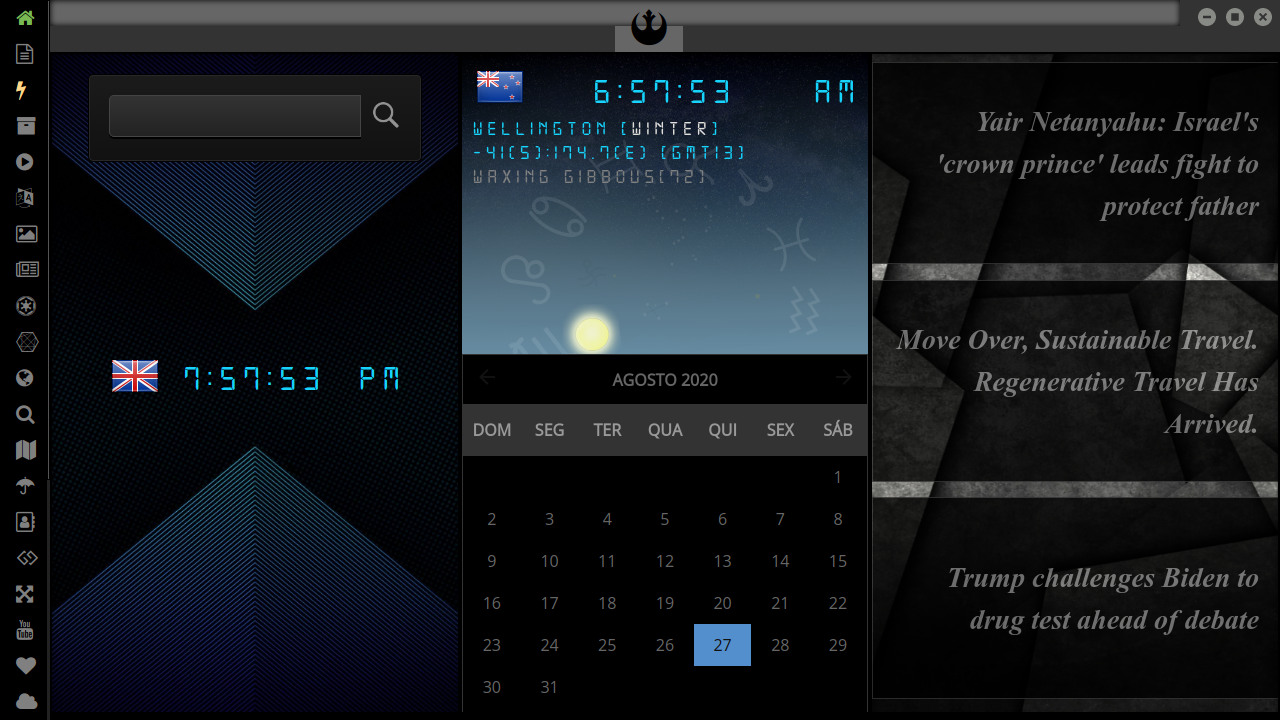 7:57:53 PM
6:57:53 AM
WELLINGTON [WINTER]
-41(S):174.7(E) [GMT13]
WAXING GIBBOUS[72]
AGOSTO 2020
DOM SEG TER QUA QUI SEX SÁB
1
2 3 4 5 6 7 8
9 10 11 12 13 14 15
16 17 18 19 20 21 22
23 24 25 26 27 28 29
30 31
Yair Netanyahu: Israel's
'crown prince' leads fight to
protect father
Move Over, Sustainable Travel.
Regenerative Travel Has
Arrived.
Trump challenges Biden to
drug test ahead of debate
You
Tube